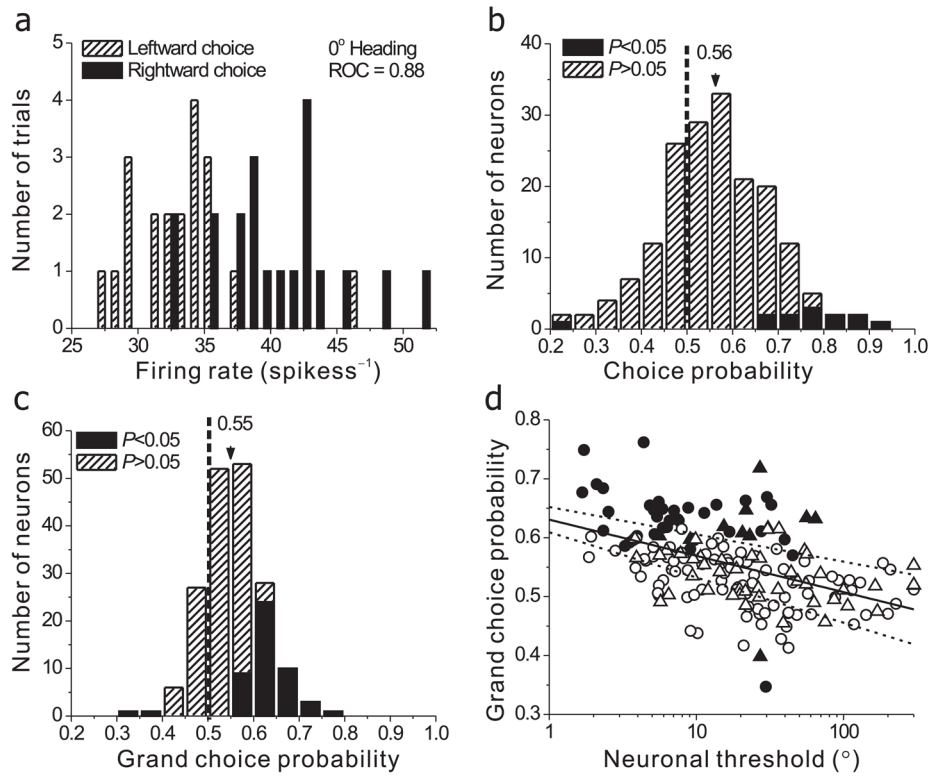 a
Leftward choice
Rightward choice
0° Heading
ROC = 0.88
Number of trials
5
4
3
2
1
0
25 30 35 40 45 50
Firing rate (spikess⁻¹)
b
P<0.05
P>0.05
0.56
Number of neurons
40
30
20
10
0
0.2 0.3 0.4 0.5 0.6 0.7 0.8 1.0
Choice probability
c
P<0.05
P>0.05
0.55
Number of neurons
60
50
40
30
20
10
0
0.2 0.3 0.4 0.5 0.6 0.7 0.8 0.9 1.0
Grand choice probability
d
Grand choice probability
0.8
0.7
0.6
0.5
0.4
0.3
1 10 100
Neuronal threshold (°)